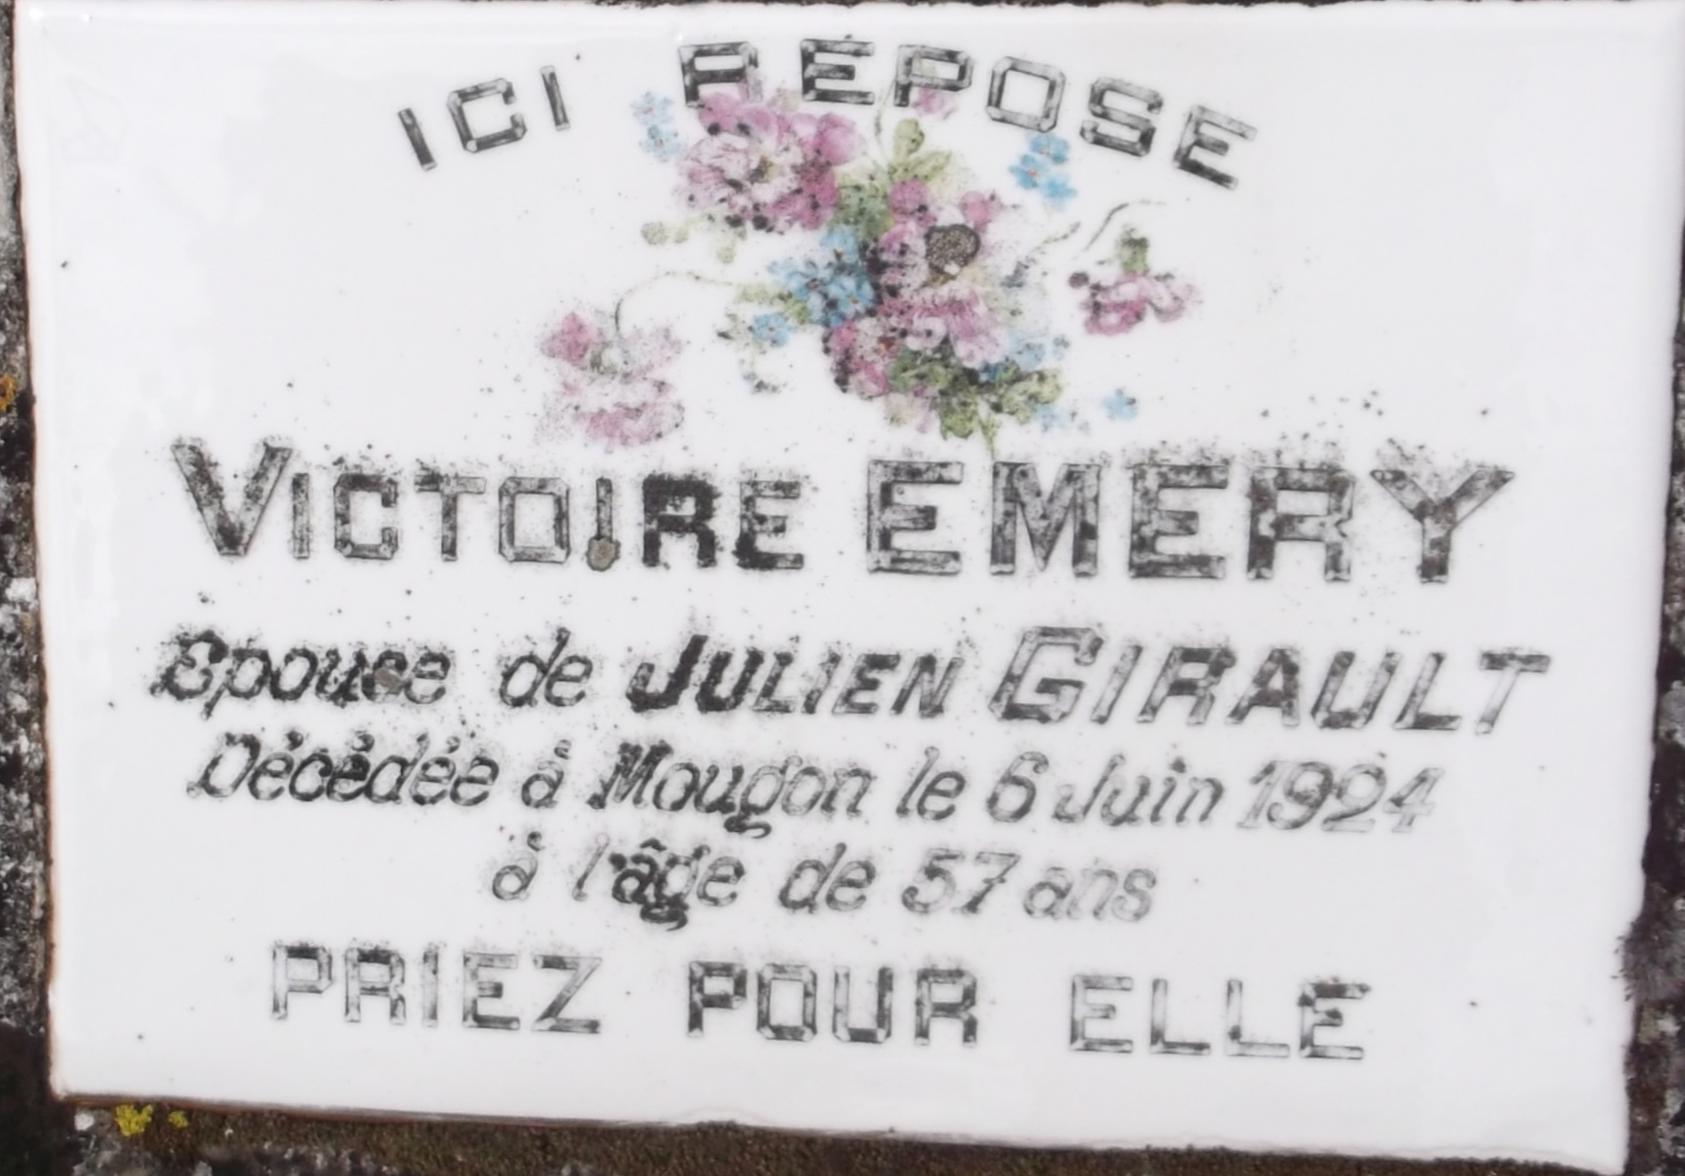 ICI REPOSE
VICTOIRE EMERY
Epouse de JULIEN GIRAULT
Décédée à Mougon le 6 Juin 1924
à l'âge de 57 ans
PRIEZ POUR ELLE